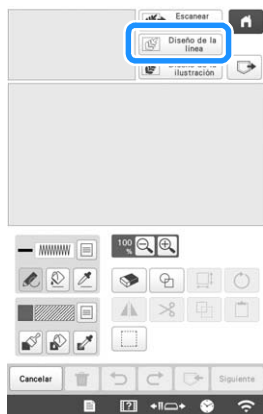 Escanear
Diseño de la
línea
Diseño de la
ilustración
100
%
Cancelar
Siguiente